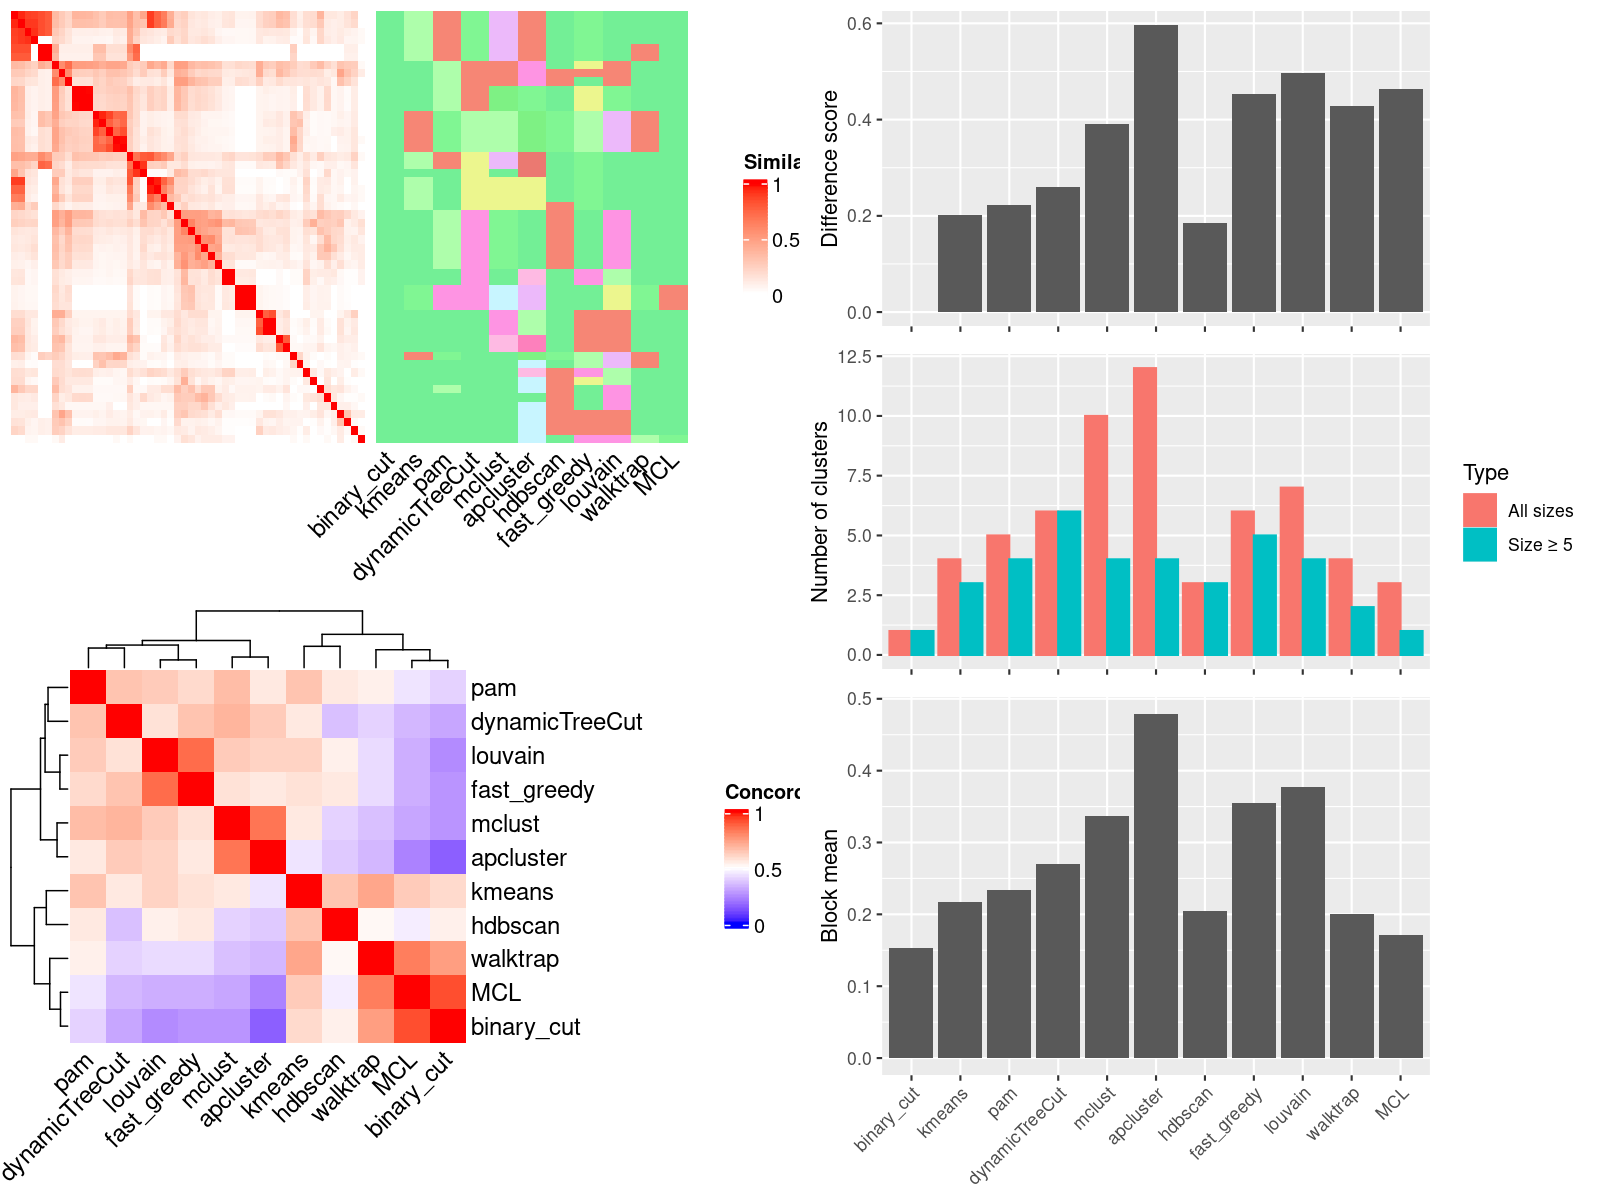 Simila
1
0.5
0
binary_cut
kmeans
pam
dynamicTreeCut
mclust
apcluster
hdbscan
fast_greedy
louvain
walktrap
MCL
pam
dynamicTreeCut
louvain
fast_greedy
mclust
apcluster
kmeans
hdbscan
walktrap
MCL
binary_cut
Concord
1
0.5
0
pam
dynamicTreeCut
louvain
fast_greedy
mclust
apcluster
kmeans
hdbscan
walktrap
MCL
binary_cut
Difference score
0.6
0.4
0.2
0.0
Number of clusters
12.5
10.0
7.5
5.0
2.5
0.0
Type
All sizes
Size ≥ 5
Block mean
0.5
0.4
0.3
0.2
0.1
0.0
binary_cut
kmeans
pam
dynamicTreeCut
mclust
apcluster
hdbscan
fast_greedy
louvain
walktrap
MCL